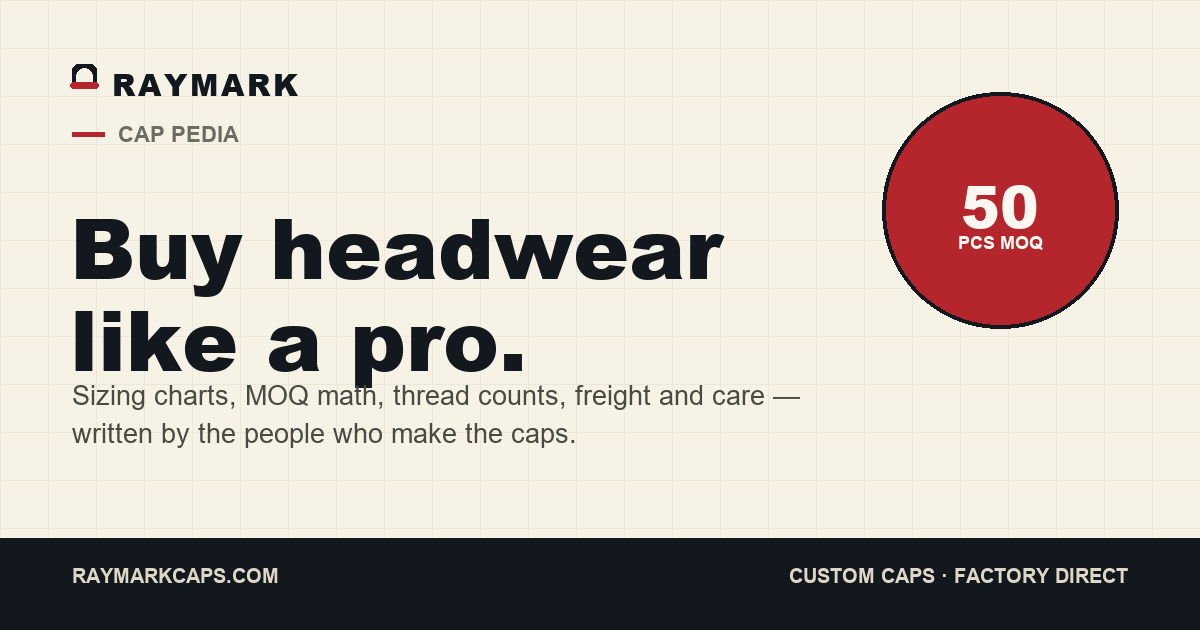 RAYMARK
CAP PEDIA
Buy headwear
like a pro.
Sizing charts, MOQ math, thread counts, freight and care —
written by the people who make the caps.
50
PCS MOQ
RAYMARKCAPS.COM
CUSTOM CAPS · FACTORY DIRECT